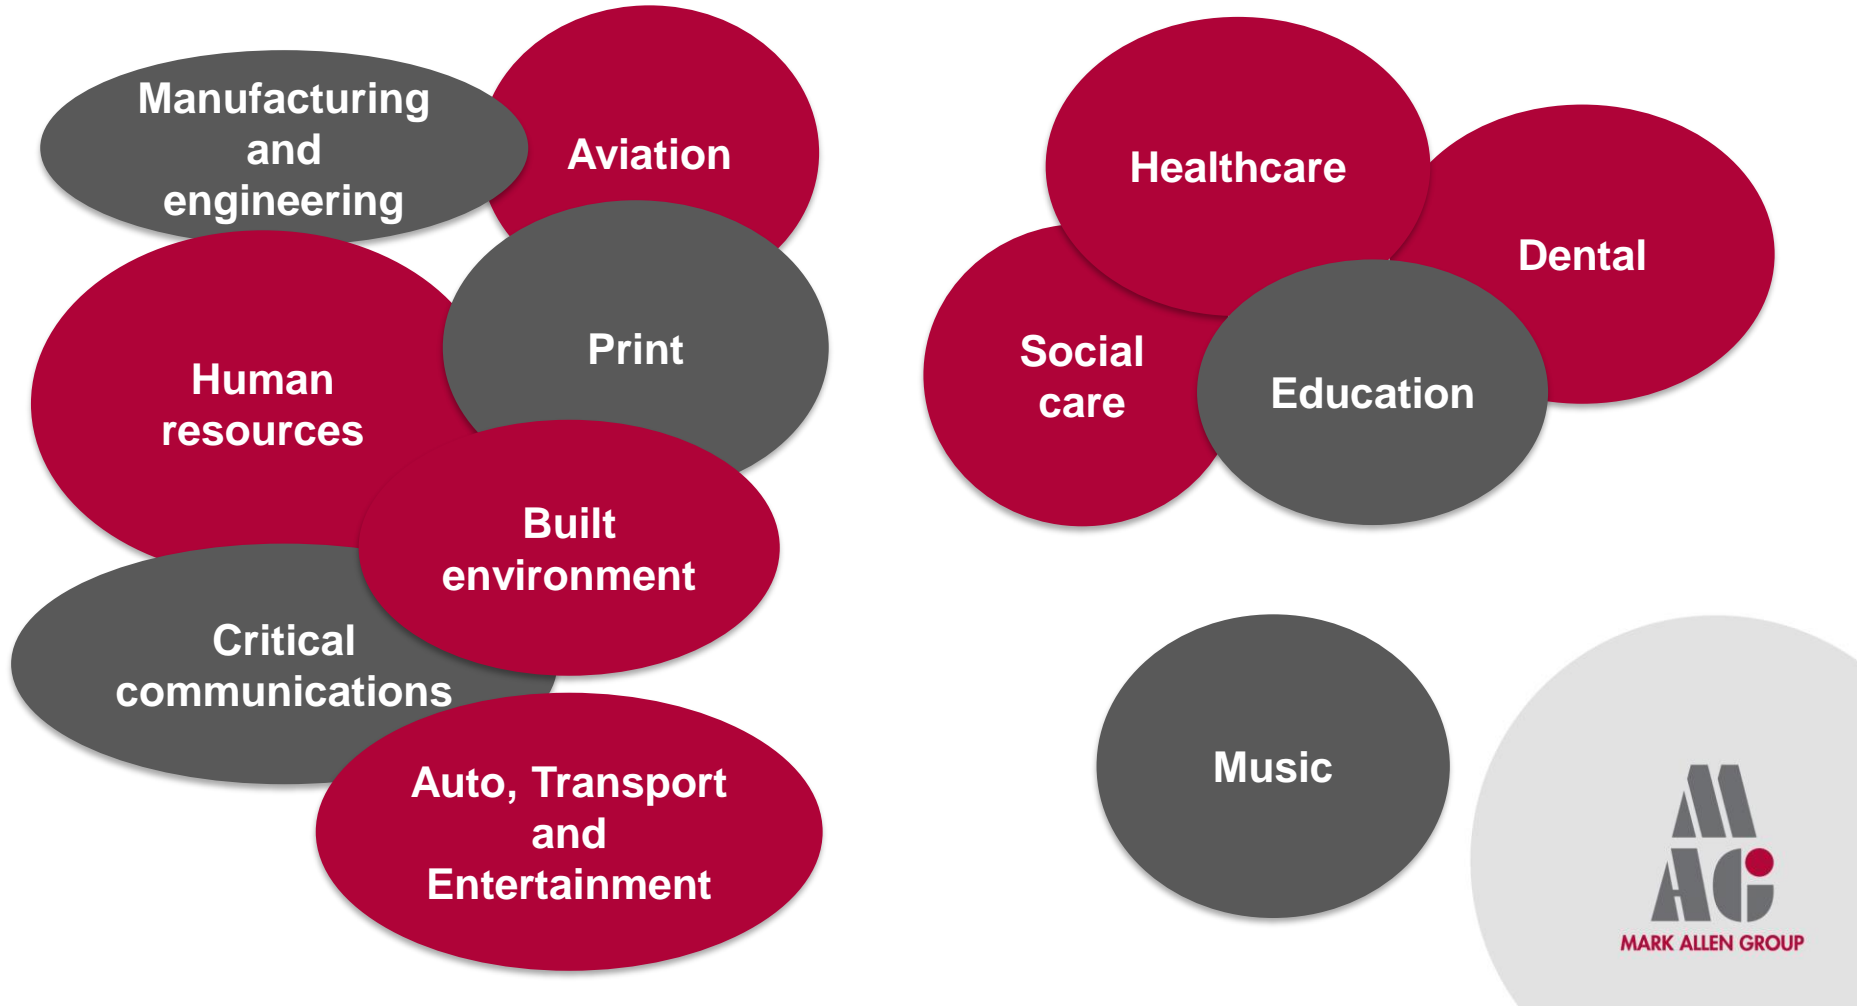 Manufacturing
and
engineering
Aviation
Human
resources
Print
Built
environment
Critical
communications
Auto, Transport
and
Entertainment
Healthcare
Dental
Social
care
Education
Music
MAG
MARK ALLEN GROUP